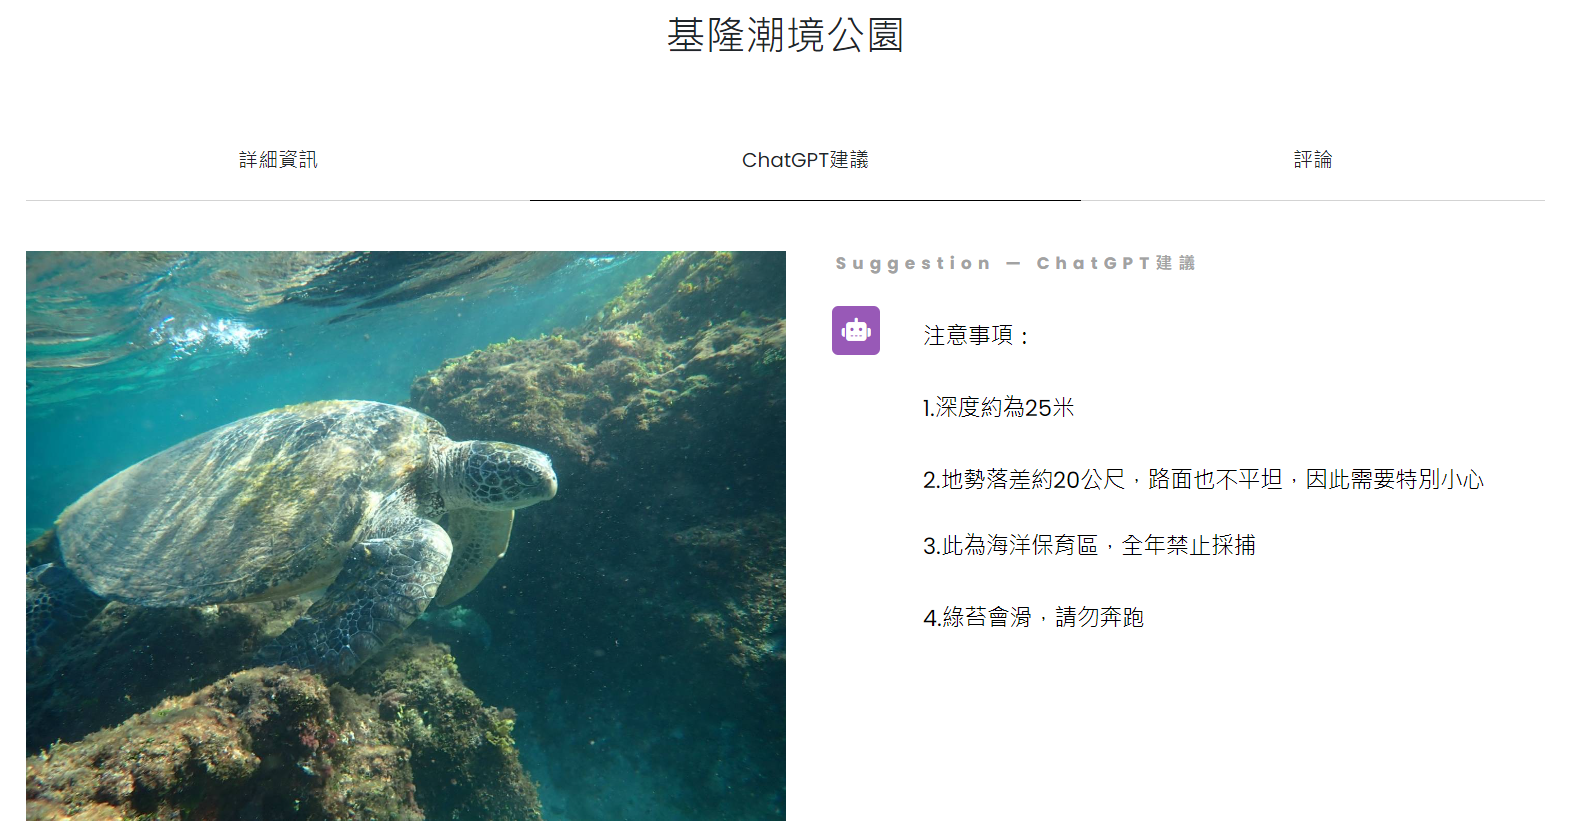 基隆潮境公園
詳細資訊
ChatGPT建議
評論
Suggestion — ChatGPT建議
注意事項：
1.深度約為25米
2.地勢落差約20公尺，路面也不平坦，因此需要特別小心
3.此為海洋保育區，全年禁止採捕
4.綠苔會滑，請勿奔跑